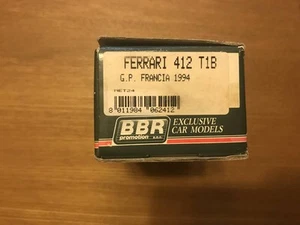 FERRARI 412 T1B
G.P. FRANCIA 1994
MET24
8 011984 062412
BBR EXCLUSIVE
promotion s.n.c. CAR MODELS